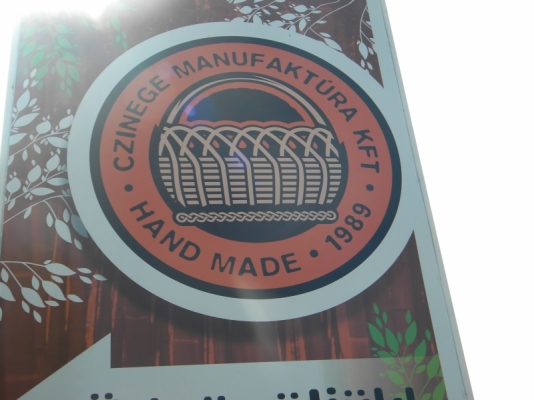 CZINEGE MANUFAKTÚRA KFT
• HAND MADE • 1989 •